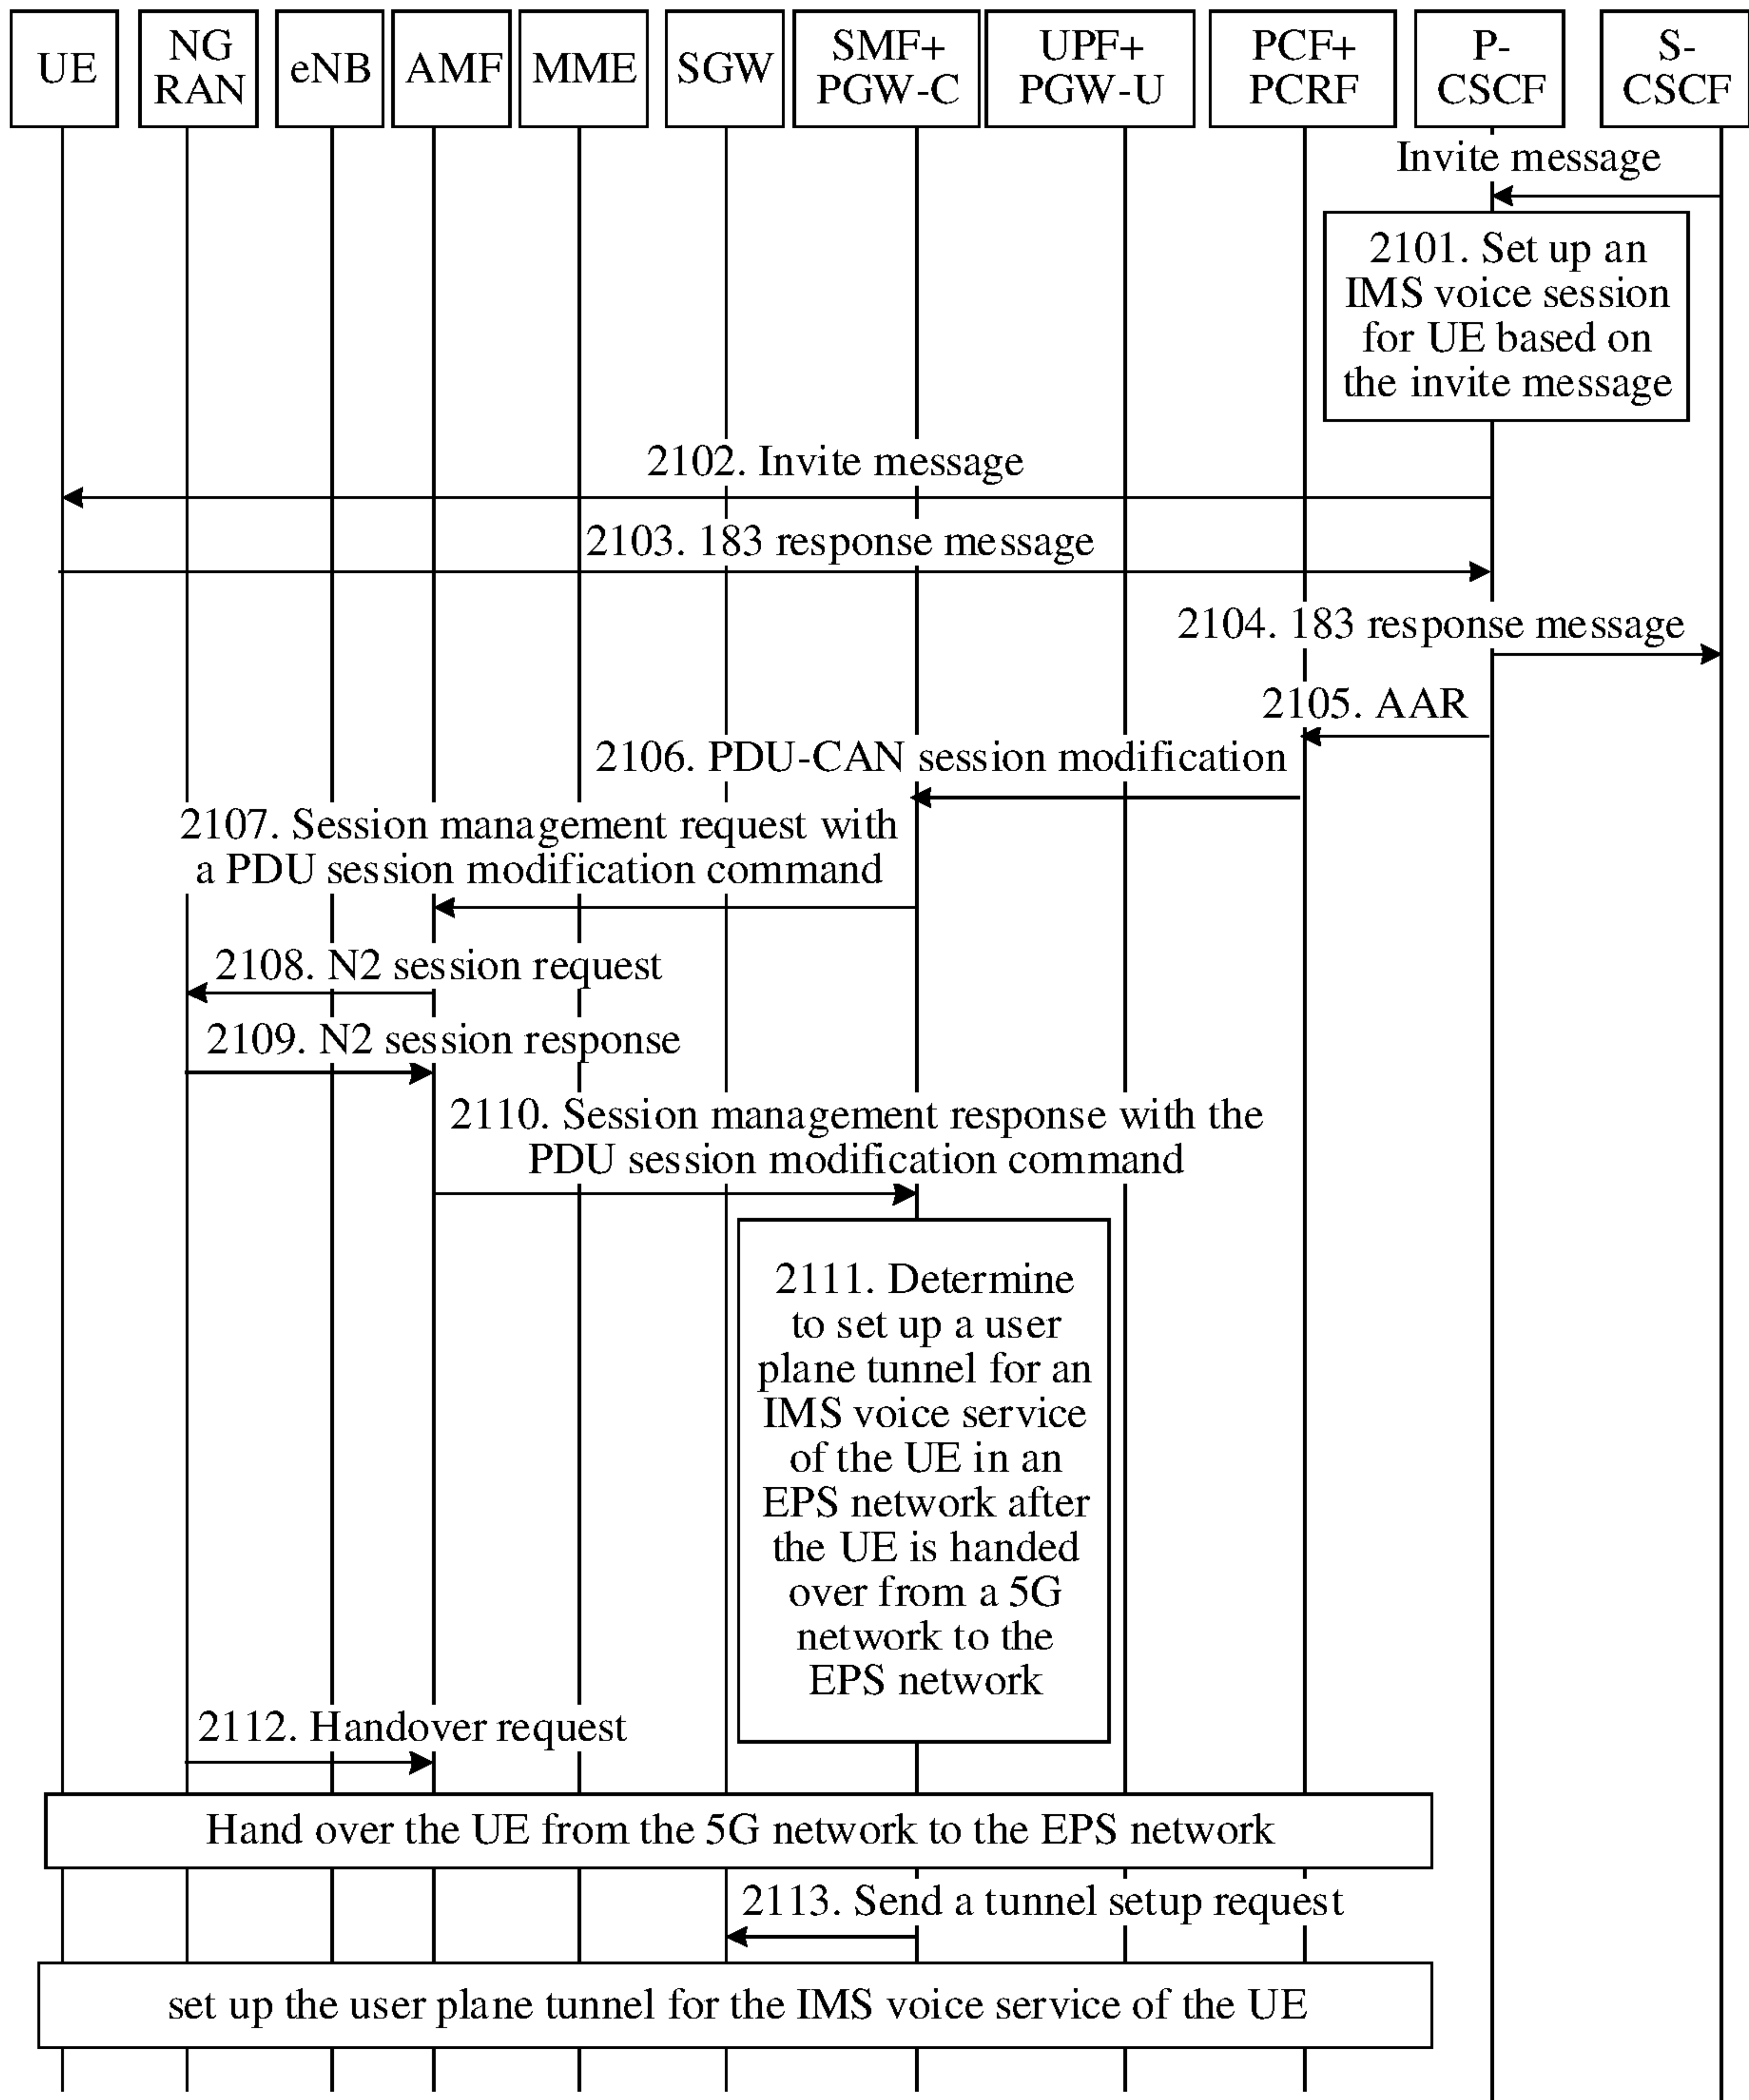 UE
NG
RAN
eNB
AMF
MME
SGW
SMF+
PGW-C
UPF+
PGW-U
PCF+
PCRF
P-
CSCF
S-
CSCF
Invite message
2101. Set up an
IMS voice session
for UE based on
the invite message
2102. Invite message
2103. 183 response message
2104. 183 response message
2105. AAR
2106. PDU-CAN session modification
2107. Session management request with
a PDU session modification command
2108. N2 session request
2109. N2 session response
2110. Session management response with the
PDU session modification command
2111. Determine
to set up a user
plane tunnel for an
IMS voice service
of the UE in an
EPS network after
the UE is handed
over from a 5G
network to the
EPS network
2112. Handover request
Hand over the UE from the 5G network to the EPS network
2113. Send a tunnel setup request
set up the user plane tunnel for the IMS voice service of the UE